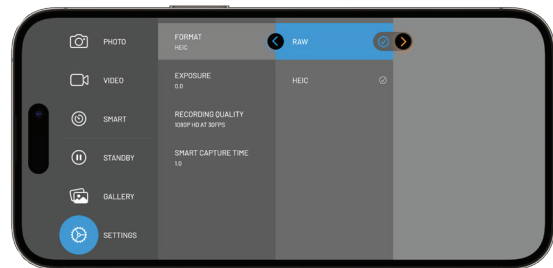 PHOTO
VIDEO
SMART
STANDBY
GALLERY
SETTINGS
FORMAT
HEIC
EXPOSURE
0.0
RECORDING QUALITY
1080P HD AT 30FPS
SMART CAPTURE TIME
1.0
RAW
HEIC